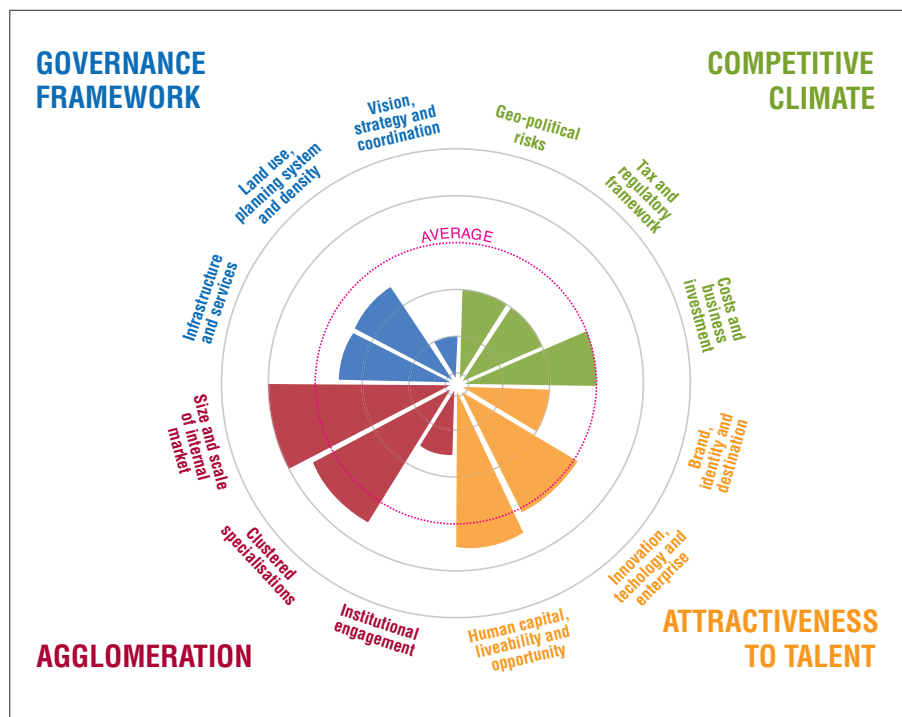 GOVERNANCE
FRAMEWORK
COMPETITIVE
CLIMATE
Vision,
strategy and
coordination
Geo-political
risks
Land use,
planning system
and density
Tax and
regulatory
framework
AVERAGE
Infrastructure
and services
Costs and
business
investment
Size and scale
of internal
market
Brand,
identity and
destination
Clustered
specialisations
Innovation,
techology and
enterprise
Institutional
engagement
Human capital,
liveability and
opportunity
AGGLOMERATION
ATTRACTIVENESS
TO TALENT